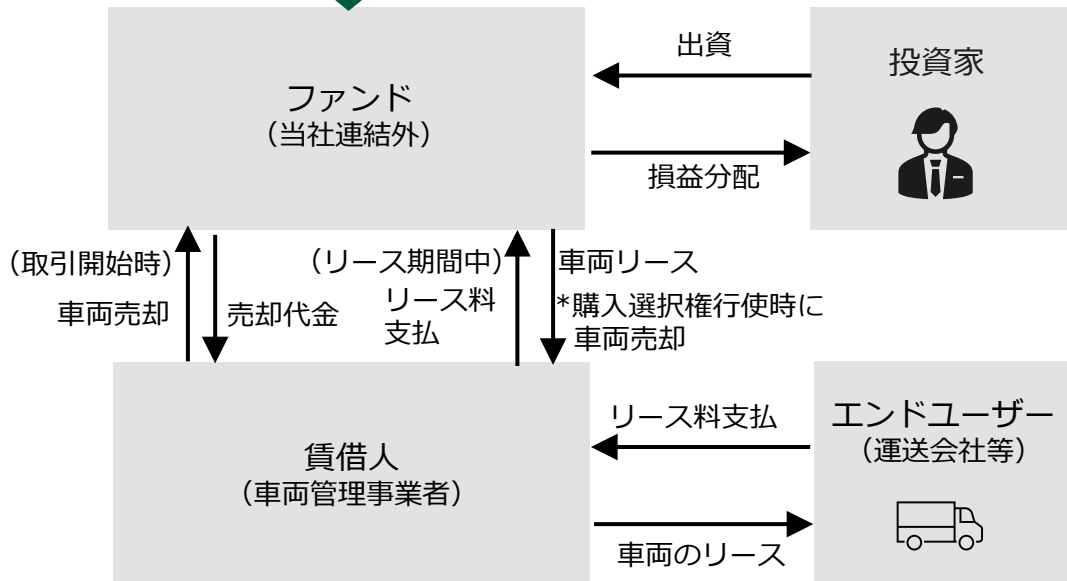 ファンド
（当社連結外）
出資
投資家
損益分配
（取引開始時）
車両売却
売却代金
（リース期間中）
リース料
支払
車両リース
*購入選択権行使時に
車両売却
賃借人
（車両管理事業者）
リース料支払
エンドユーザー
（運送会社等）
車両のリース